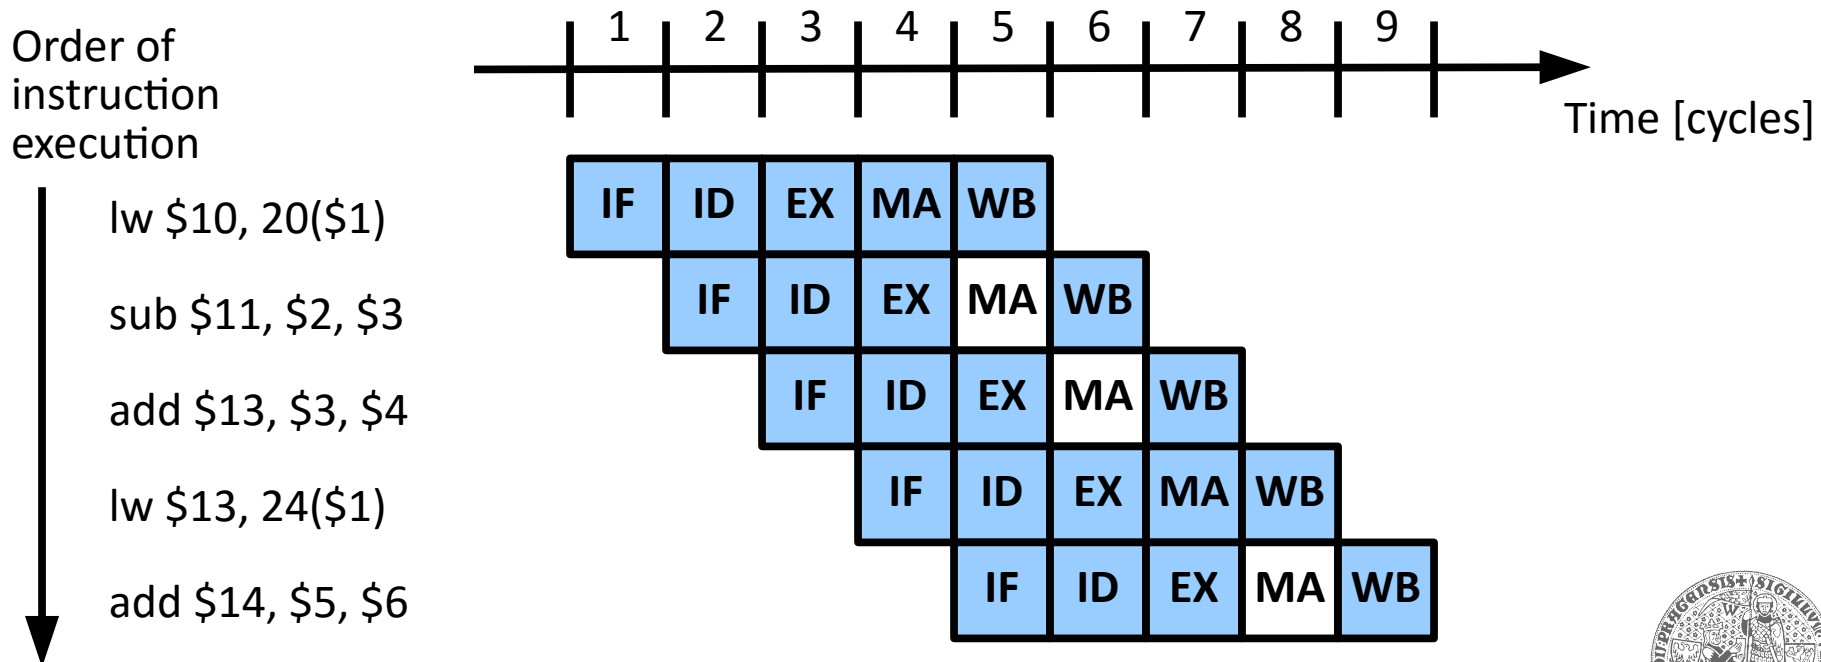 1 2 3 4 5 6 7 8 9
Order of
instruction
execution
Time [cycles]
lw $10, 20($1)
IF ID EX MA WB
sub $11, $2, $3
IF ID EX MA WB
add $13, $3, $4
IF ID EX MA WB
lw $13, 24($1)
IF ID EX MA WB
add $14, $5, $6
IF ID EX MA WB